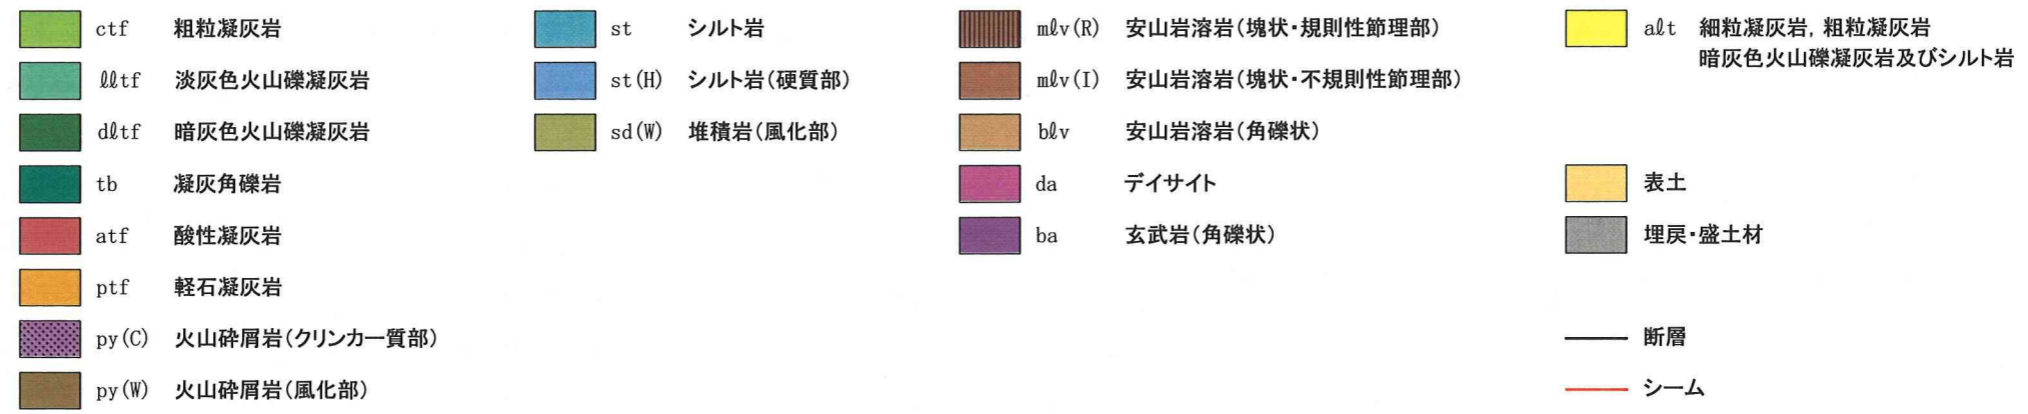 ctf 粗粒凝灰岩
ℓℓtf 淡灰色火山礫凝灰岩
dℓtf 暗灰色火山礫凝灰岩
tb 凝灰角礫岩
atf 酸性凝灰岩
ptf 軽石凝灰岩
py(C) 火山砕屑岩(クリンカー質部)
py(W) 火山砕屑岩(風化部)
st シルト岩
st(H) シルト岩(硬質部)
sd(W) 堆積岩(風化部)
mℓv(R) 安山岩溶岩(塊状・規則性節理部)
mℓv(I) 安山岩溶岩(塊状・不規則性節理部)
bℓv 安山岩溶岩(角礫状)
da デイサイト
ba 玄武岩(角礫状)
aℓt 細粒凝灰岩, 粗粒凝灰岩
暗灰色火山礫凝灰岩及びシルト岩
表土
埋戻・盛土材
断層
シーム